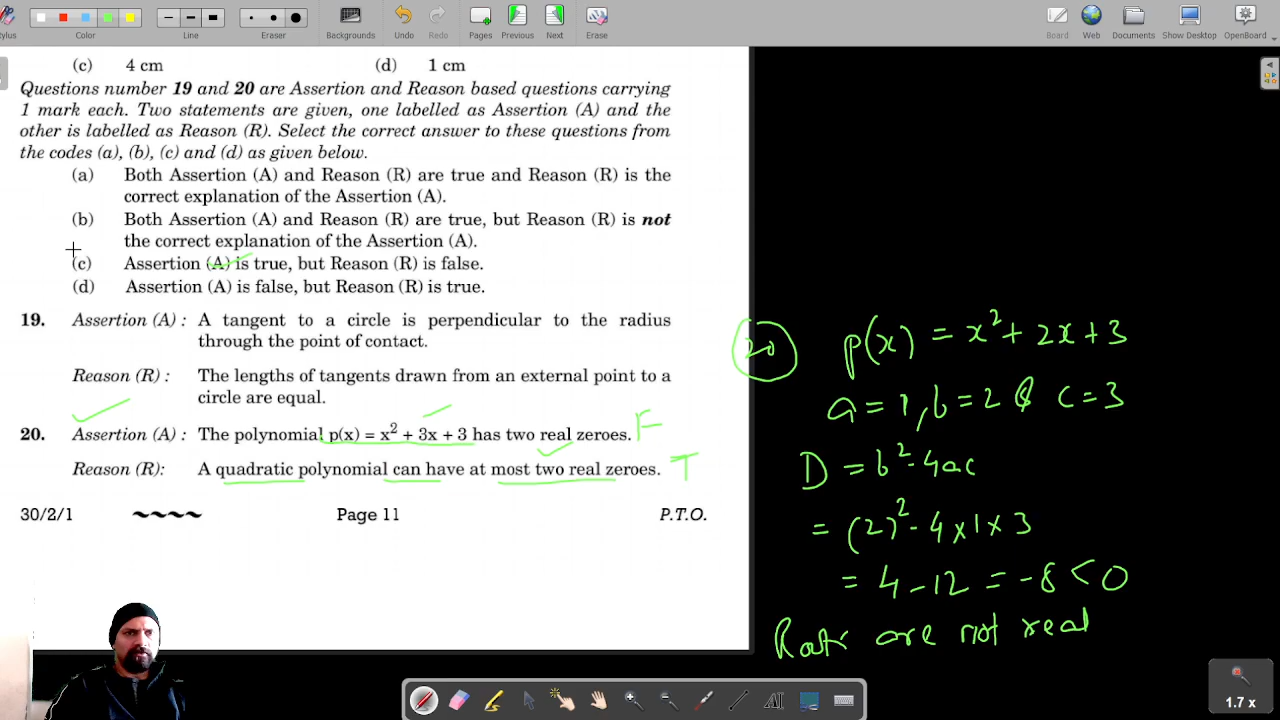 Stylus
Color
Line
Eraser
Backgrounds
Undo
Redo
Pages
Previous
Next
Erase
Board
Web
Documents
Show Desktop
OpenBoard
(c) 4 cm (d) 1 cm
Questions number 19 and 20 are Assertion and Reason based questions carrying
1 mark each. Two statements are given, one labelled as Assertion (A) and the
other is labelled as Reason (R). Select the correct answer to these questions from
the codes (a), (b), (c) and (d) as given below.
(a) Both Assertion (A) and Reason (R) are true and Reason (R) is the
correct explanation of the Assertion (A).
(b) Both Assertion (A) and Reason (R) are true, but Reason (R) is not
the correct explanation of the Assertion (A).
(c) Assertion (A) is true, but Reason (R) is false.
(d) Assertion (A) is false, but Reason (R) is true.
19. Assertion (A) : A tangent to a circle is perpendicular to the radius
through the point of contact.
Reason (R) : The lengths of tangents drawn from an external point to a
circle are equal.
20. Assertion (A) : The polynomial p(x) = x² + 3x + 3 has two real zeroes. F
Reason (R): A quadratic polynomial can have at most two real zeroes. T
30/2/1 Page 11 P.T.O.
20 p(x) = x² + 2x + 3
a = 1, b = 2 & c = 3
D = b² - 4ac
= (2)² - 4 x 1 x 3
= 4 - 12 = -8 < 0
are not real
1.7 x